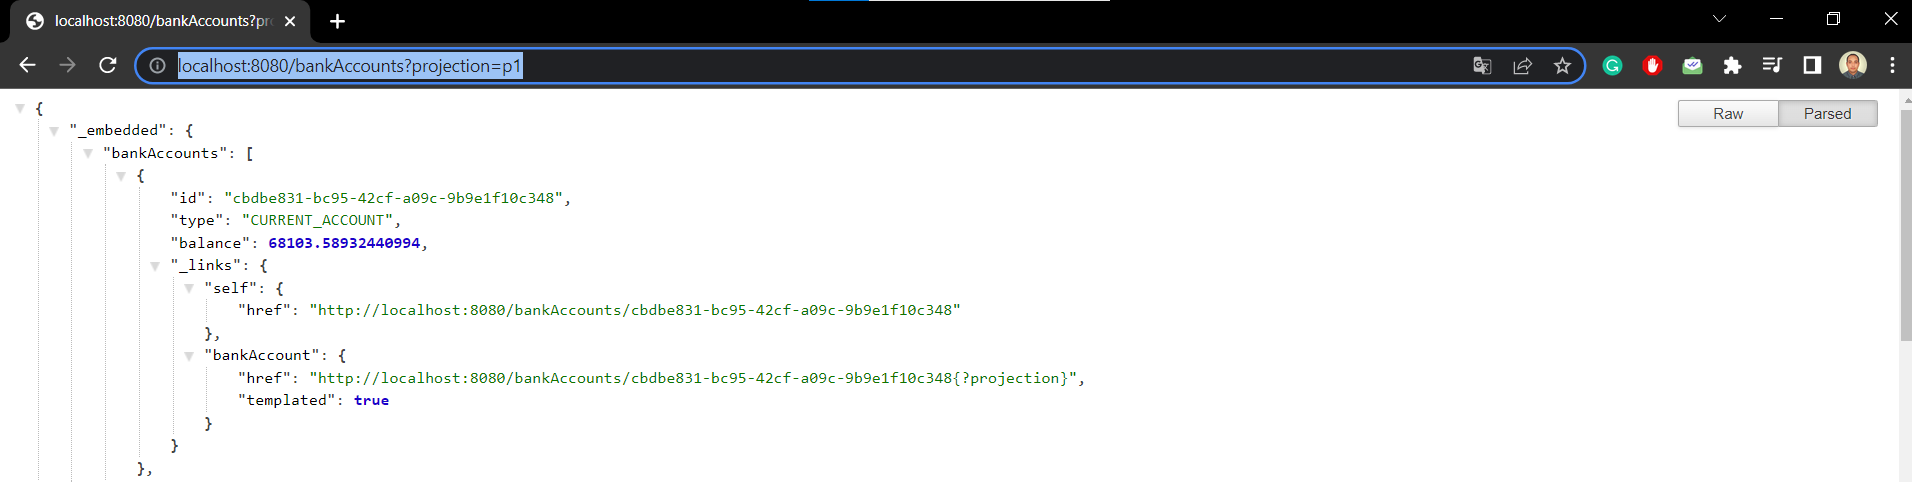 localhost:8080/bankAccounts?pr
localhost:8080/bankAccounts?projection=p1
Raw Parsed
{
"_embedded": {
"bankAccounts": [
{
"id": "cbdbe831-bc95-42cf-a09c-9b9e1f10c348",
"type": "CURRENT_ACCOUNT",
"balance": 68103.58932440994,
"_links": {
"self": {
"href": "http://localhost:8080/bankAccounts/cbdbe831-bc95-42cf-a09c-9b9e1f10c348"
},
"bankAccount": {
"href": "http://localhost:8080/bankAccounts/cbdbe831-bc95-42cf-a09c-9b9e1f10c348{?projection}",
"templated": true
}
}
},